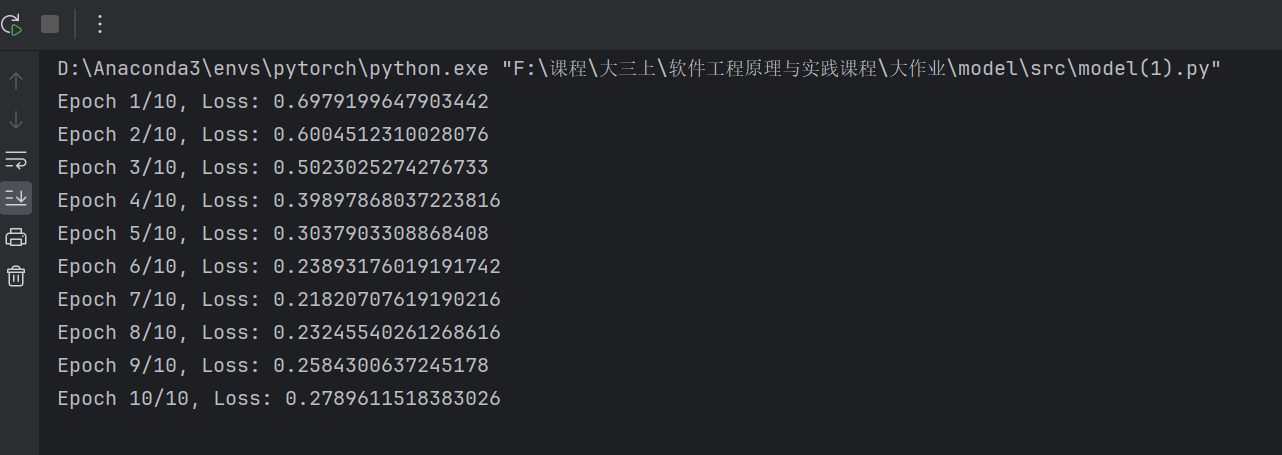 D:\Anaconda3\envs\pytorch\python.exe "F:\课程\大三上\软件工程原理与实践课程\大作业\model\src\model(1).py"
Epoch 1/10, Loss: 0.6979199647903442
Epoch 2/10, Loss: 0.6004512310028076
Epoch 3/10, Loss: 0.5023025274276733
Epoch 4/10, Loss: 0.39897868037223816
Epoch 5/10, Loss: 0.3037903308868408
Epoch 6/10, Loss: 0.23893176019191742
Epoch 7/10, Loss: 0.21820707619190216
Epoch 8/10, Loss: 0.23245540261268616
Epoch 9/10, Loss: 0.2584300637245178
Epoch 10/10, Loss: 0.2789611518383026